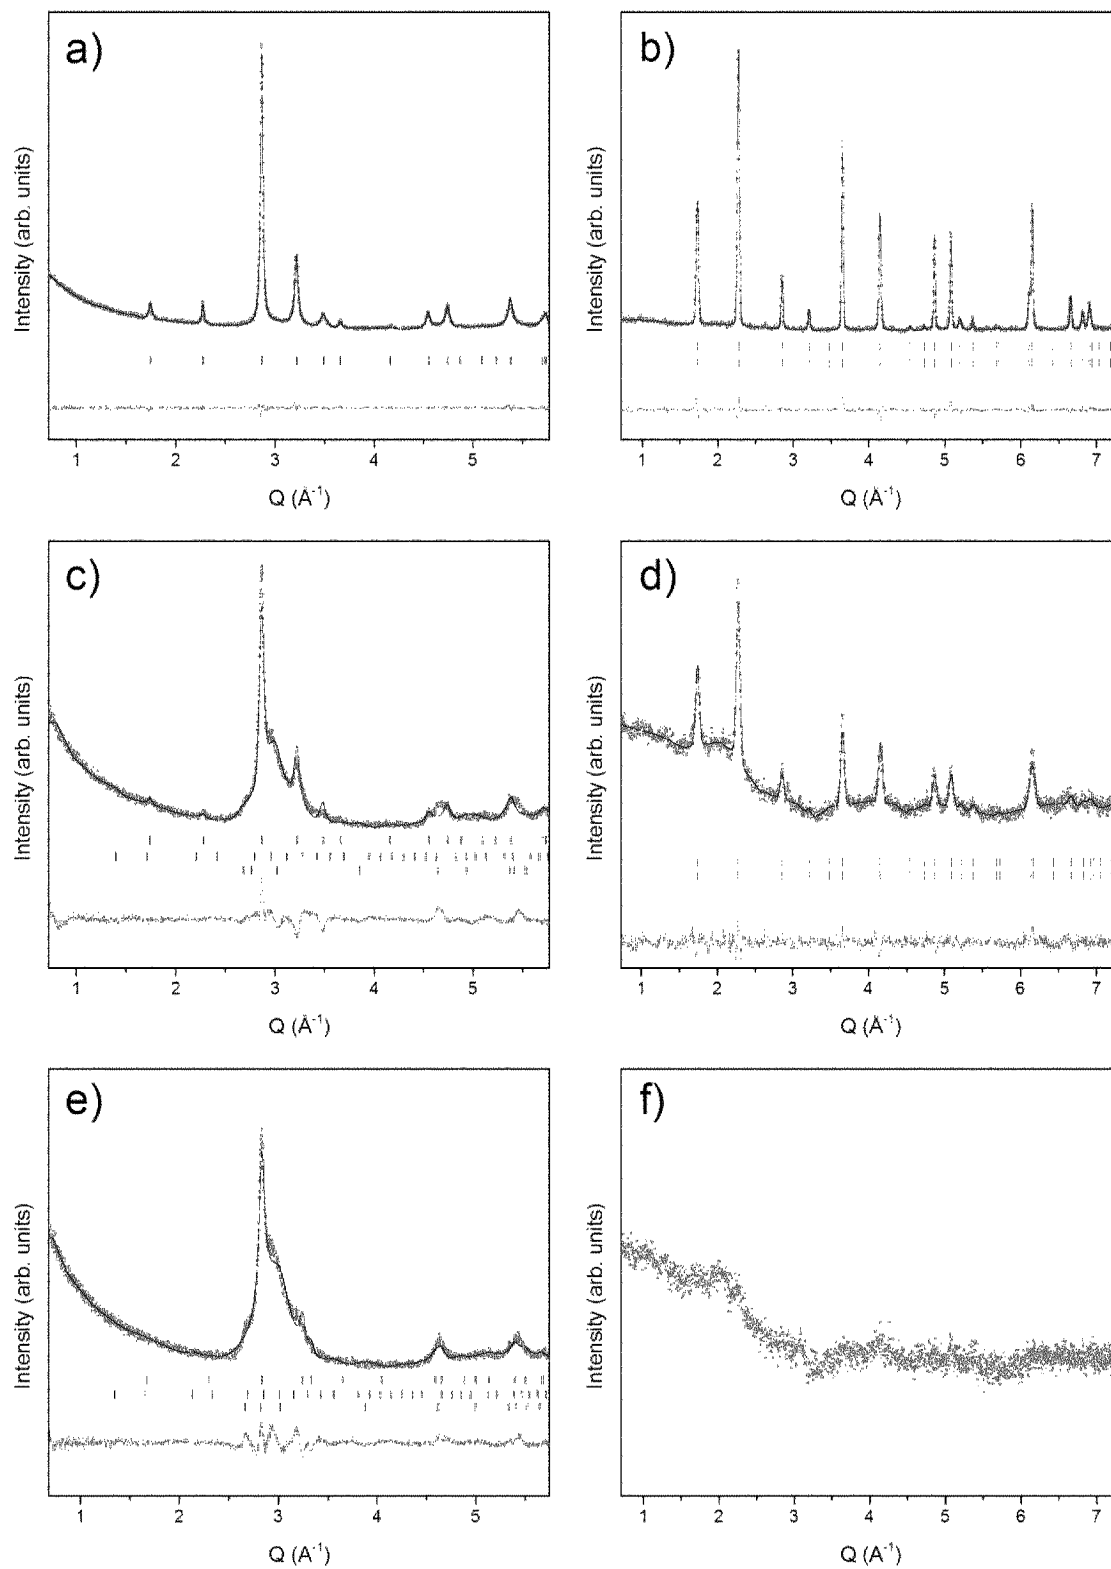 a)
Intensity (arb. units)
1 2 3 4 5
Q (Å-1)
b)
Intensity (arb. units)
1 2 3 4 5 6 7
Q (Å-1)
c)
Intensity (arb. units)
1 2 3 4 5
Q (Å-1)
d)
Intensity (arb. units)
1 2 3 4 5 6 7
Q (Å-1)
e)
Intensity (arb. units)
1 2 3 4 5
Q (Å-1)
f)
Intensity (arb. units)
1 2 3 4 5 6 7
Q (Å-1)